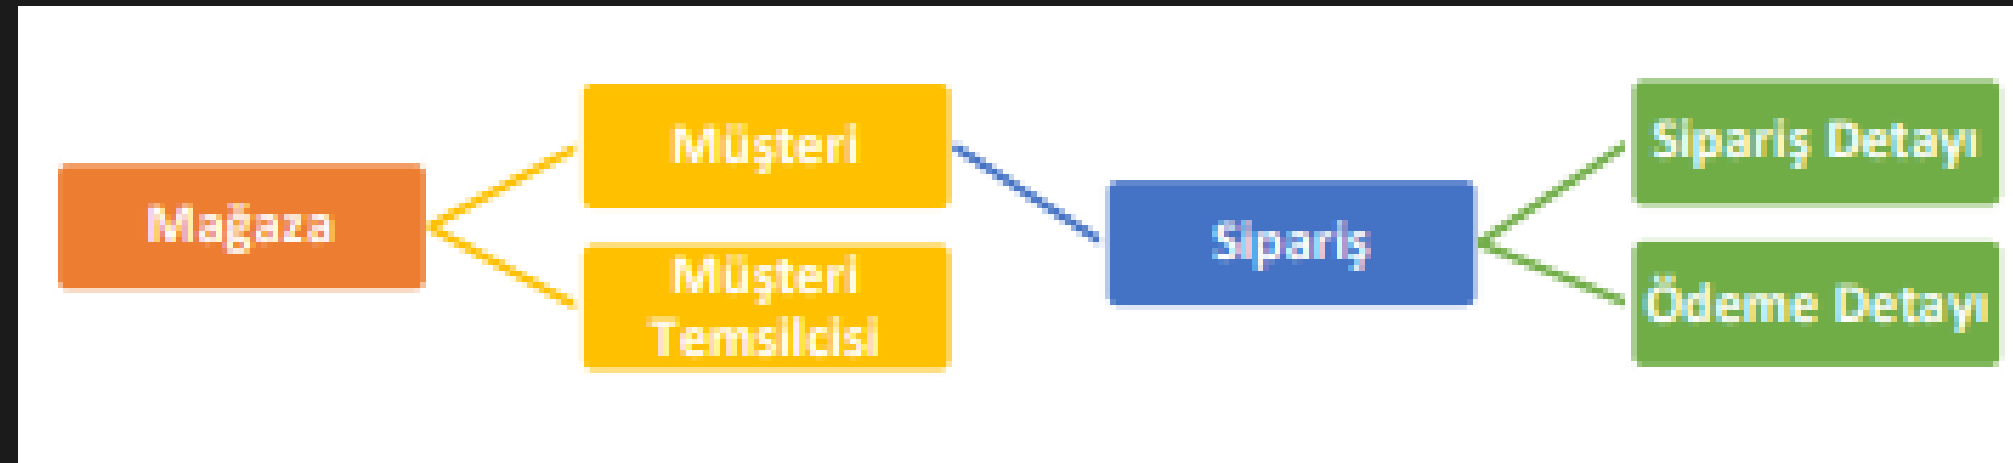 Mağaza
Müşteri
Müşteri
Temsilcisi
Sipariş
Sipariş Detayı
Ödeme Detayı